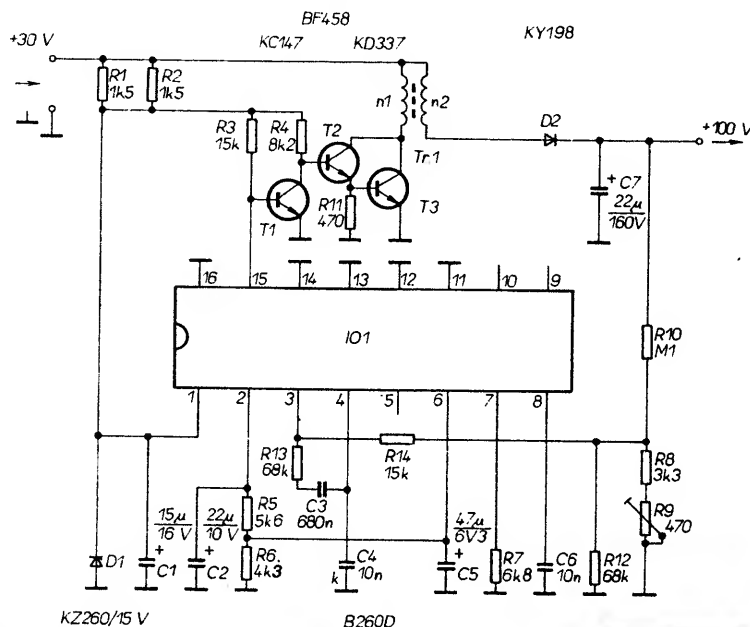 BF458
KC147
KD337
KY198
+30 V
R1
1k5
R2
1k5
R3
15k
R4
8k2
T2
n1
n2
D2
+100 V
T1
R11
470
Tr.1
T3
+ C7
22μ
160V
16
15
14
13
12
11
10
9
IO1
R10
M1
1
2
3
4
5
6
7
8
R13
68k
R14
15k
R8
3k3
C3
680n
R9
470
15μ
16 V
22μ
10 V
R5
5k6
47μ
6V3
D1
+
C1
+
C2
R6
4k3
k
C4
10n
+
C5
R7
6k8
C6
10n
R12
68k
KZ260/15 V
B260D